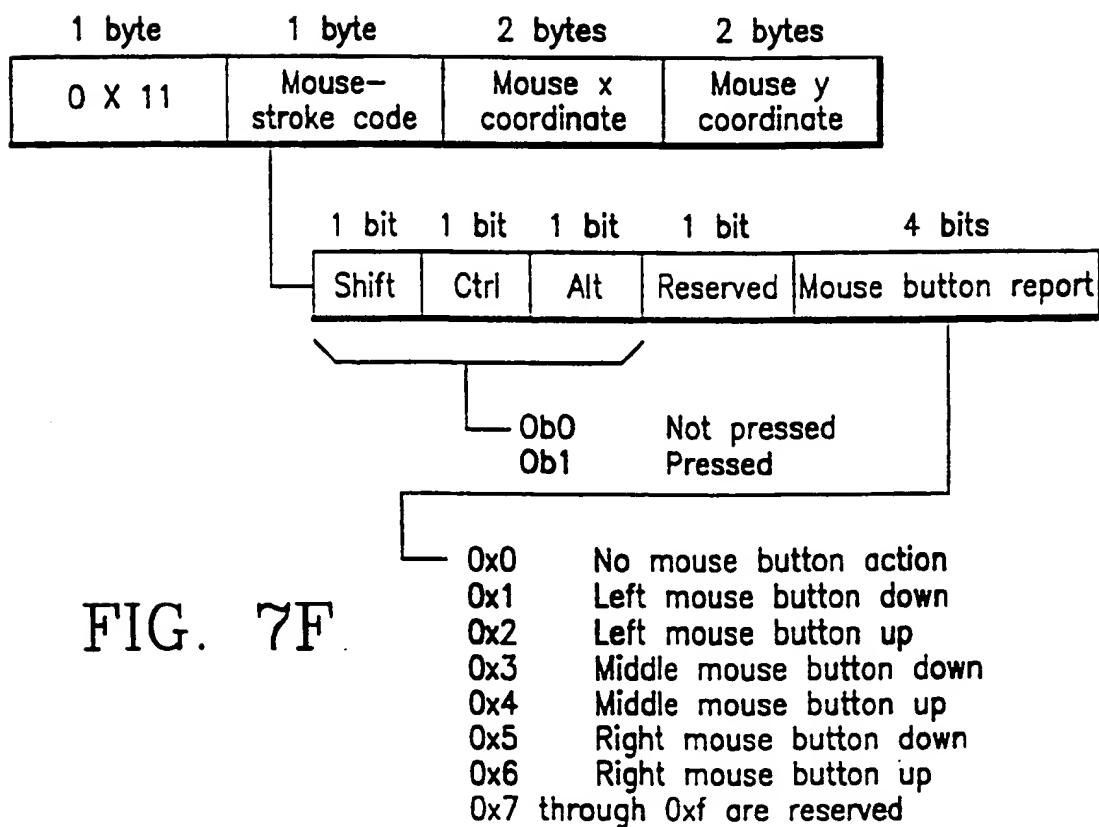 1 byte 1 byte 2 bytes 2 bytes
0 X 11
Mouse-
stroke code
Mouse x
coordinate
Mouse y
coordinate
1 bit 1 bit 1 bit 1 bit 4 bits
Shift Ctrl Alt Reserved Mouse button report
0b0 Not pressed
0b1 Pressed
0x0 No mouse button action
0x1 Left mouse button down
0x2 Left mouse button up
0x3 Middle mouse button down
0x4 Middle mouse button up
0x5 Right mouse button down
0x6 Right mouse button up
0x7 through 0xf are reserved
FIG. 7F